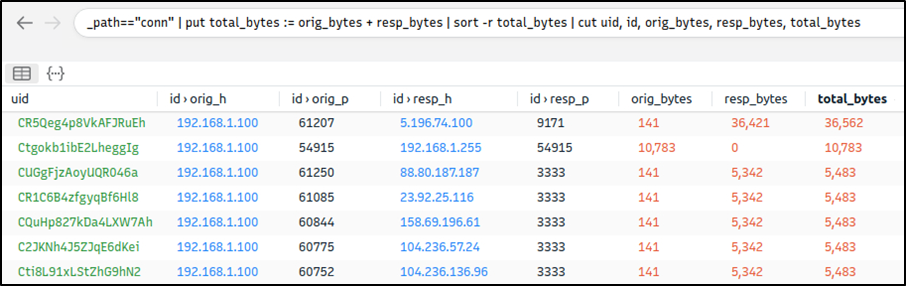 _path=="conn" | put total_bytes := orig_bytes + resp_bytes | sort -r total_bytes | cut uid, id, orig_bytes, resp_bytes, total_bytes
uid id › orig_h id › orig_p id › resp_h id › resp_p orig_bytes resp_bytes total_bytes
CR5Qeg4p8VkAFJRuEh 192.168.1.100 61207 5.196.74.100 9171 141 36,421 36,562
Ctgokb1ibE2LheggIg 192.168.1.100 54915 192.168.1.255 54915 10,783 0 10,783
CUGgFjzAoyUQR046a 192.168.1.100 61250 88.80.187.187 3333 141 5,342 5,483
CR1C6B4zfgyqBf6Hl8 192.168.1.100 61085 23.92.25.116 3333 141 5,342 5,483
CQuHp827kDa4LXW7Ah 192.168.1.100 60844 158.69.196.61 3333 141 5,342 5,483
C2JKNh4J5ZJqE6dKei 192.168.1.100 60775 104.236.57.24 3333 141 5,342 5,483
Cti8L91xLStZhG9hN2 192.168.1.100 60752 104.236.136.96 3333 141 5,342 5,483